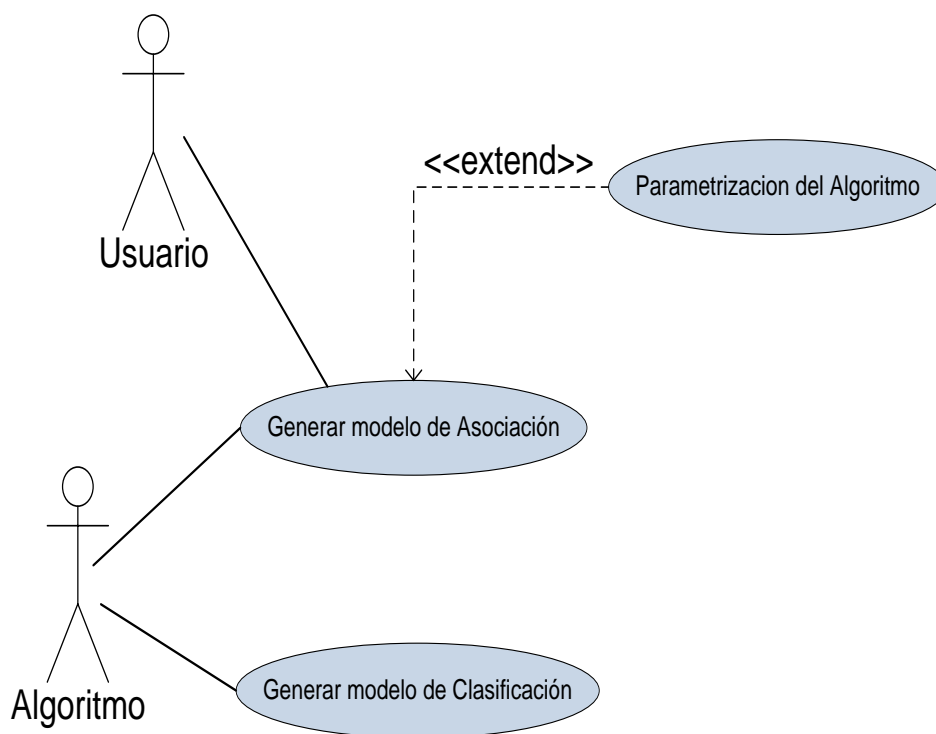 <<extend>>
Parametrizacion del Algoritmo
Usuario
Generar modelo de Asociación
Generar modelo de Clasificación
Algoritmo